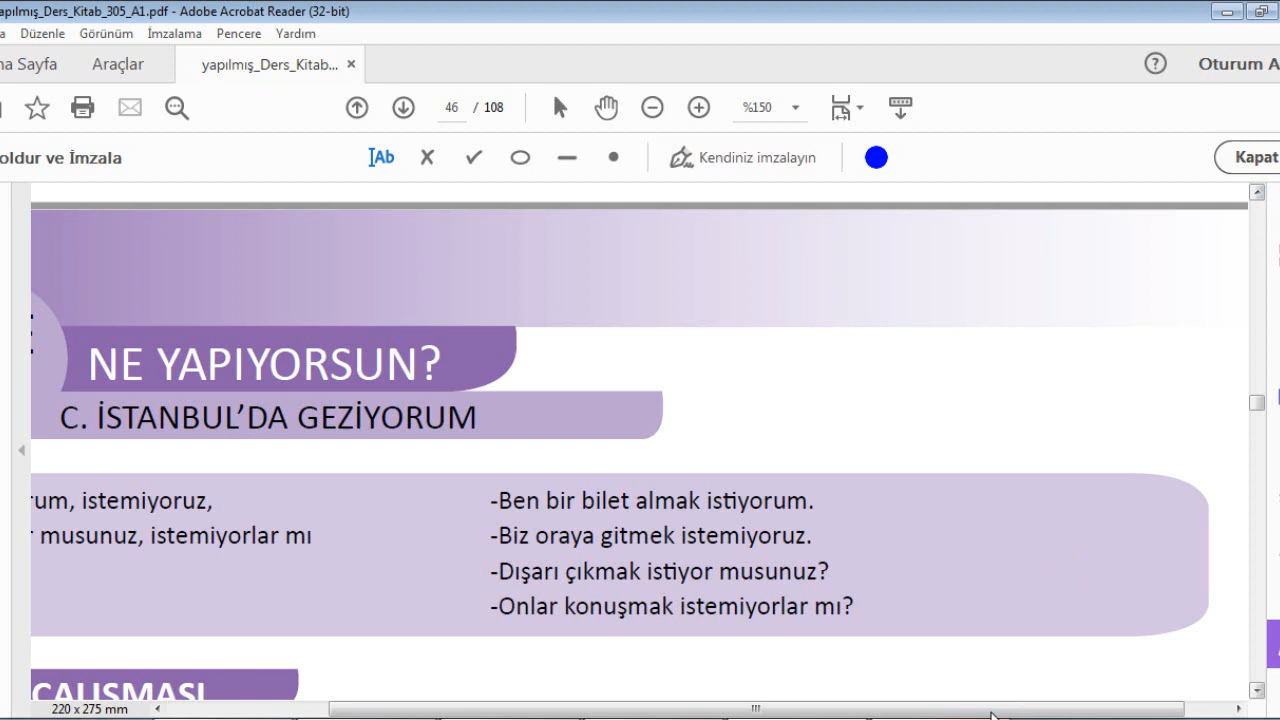 apılmış_Ders_Kitab_305_A1.pdf - Adobe Acrobat Reader (32-bit)
Düzenle Görünüm İmzalama Pencere Yardım
Sayfa Araçlar yapılmış_Ders_Kitab... × ? Oturum A
46 / 108 %150
oldur ve İmzala Ab Kendiniz imzalayın Kapat
NE YAPIYORSUN?
C. İSTANBUL’DA GEZİYORUM
rum, istemiyoruz,
musunuz, istemiyorlar mı
-Ben bir bilet almak istiyorum.
-Biz oraya gitmek istemiyoruz.
-Dışarı çıkmak istiyor musunuz?
-Onlar konuşmak istemiyorlar mı?
ÇALIŞMASI
220 x 275 mm